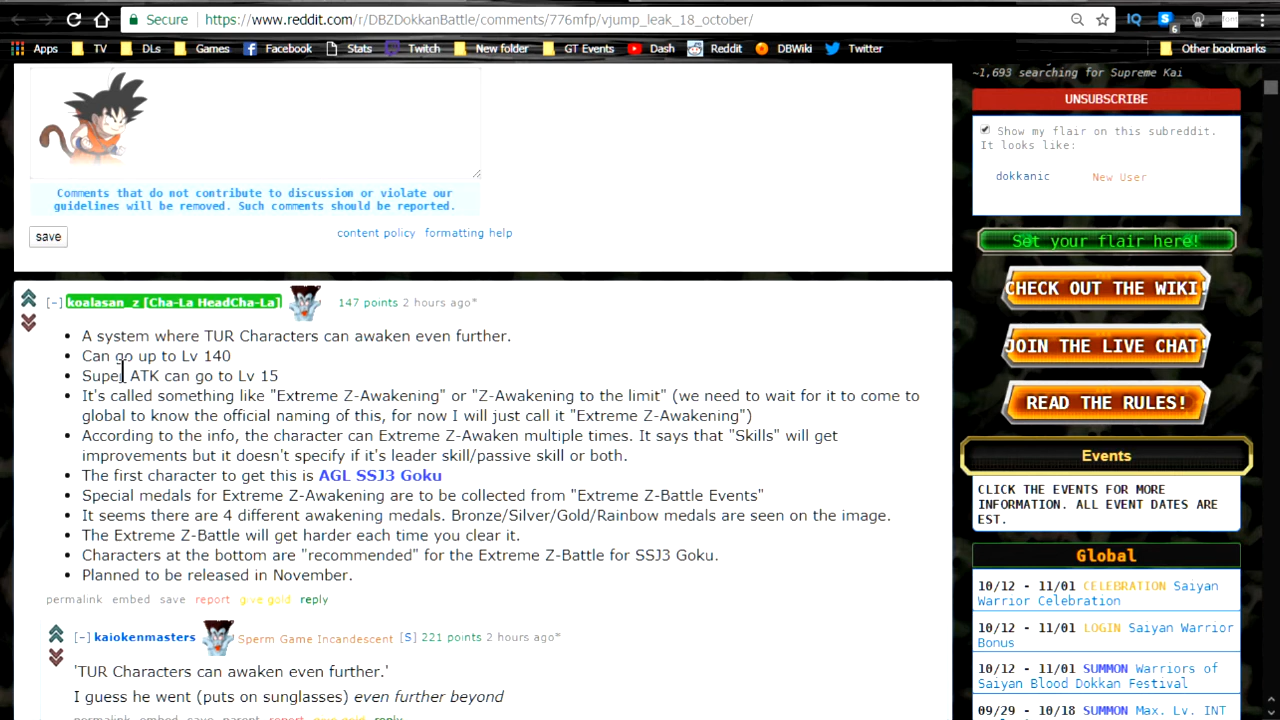 Secure https://www.reddit.com/r/DBZDokkanBattle/comments/776mfp/vjump_leak_18_october/
IQ S 6 font
Apps TV DLs Games Facebook Stats Twitch New folder GT Events Dash Reddit DBWiki Twitter Other bookmarks
Comments that do not contribute to discussion or violate our
guidelines will be removed. Such comments should be reported.
save content policy formatting help
[-] koalasan_z [Cha-La HeadCha-La] 147 points 2 hours ago*
• A system where TUR Characters can awaken even further.
• Can go up to Lv 140
• Super ATK can go to Lv 15
• It's called something like "Extreme Z-Awakening" or "Z-Awakening to the limit" (we need to wait for it to come to
global to know the official naming of this, for now I will just call it "Extreme Z-Awakening")
• According to the info, the character can Extreme Z-Awaken multiple times. It says that "Skills" will get
improvements but it doesn't specify if it's leader skill/passive skill or both.
• The first character to get this is AGL SSJ3 Goku
• Special medals for Extreme Z-Awakening are to be collected from "Extreme Z-Battle Events"
• It seems there are 4 different awakening medals. Bronze/Silver/Gold/Rainbow medals are seen on the image.
• The Extreme Z-Battle will get harder each time you clear it.
• Characters at the bottom are "recommended" for the Extreme Z-Battle for SSJ3 Goku.
• Planned to be released in November.
permalink embed save report give gold reply
[-] kaiokenmasters Sperm Game Incandescent [S] 221 points 2 hours ago*
'TUR Characters can awaken even further.'
I guess he went (puts on sunglasses) even further beyond
permalink embed save parent report give gold reply
~1,693 searching for Supreme Kai
UNSUBSCRIBE
Show my flair on this subreddit.
It looks like:
dokkanic New User
Set your flair here!
CHECK OUT THE WIKI!
JOIN THE LIVE CHAT!
READ THE RULES!
Events
CLICK THE EVENTS FOR MORE
INFORMATION. ALL EVENT DATES ARE
EST.
Global
10/12 - 11/01 CELEBRATION Saiyan
Warrior Celebration
10/12 - 11/01 LOGIN Saiyan Warrior
Bonus
10/12 - 11/01 SUMMON Warriors of
Saiyan Blood Dokkan Festival
09/29 - 10/18 SUMMON Max. Lv. INT